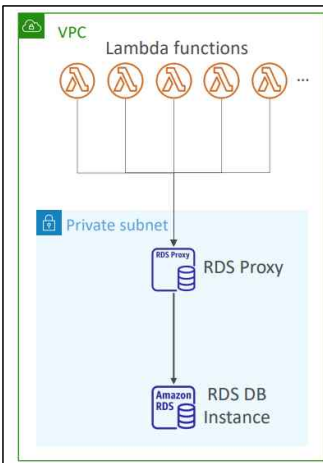 VPC
Lambda functions
...
Private subnet
RDS Proxy
RDS Proxy
Amazon
RDS
RDS DB
Instance